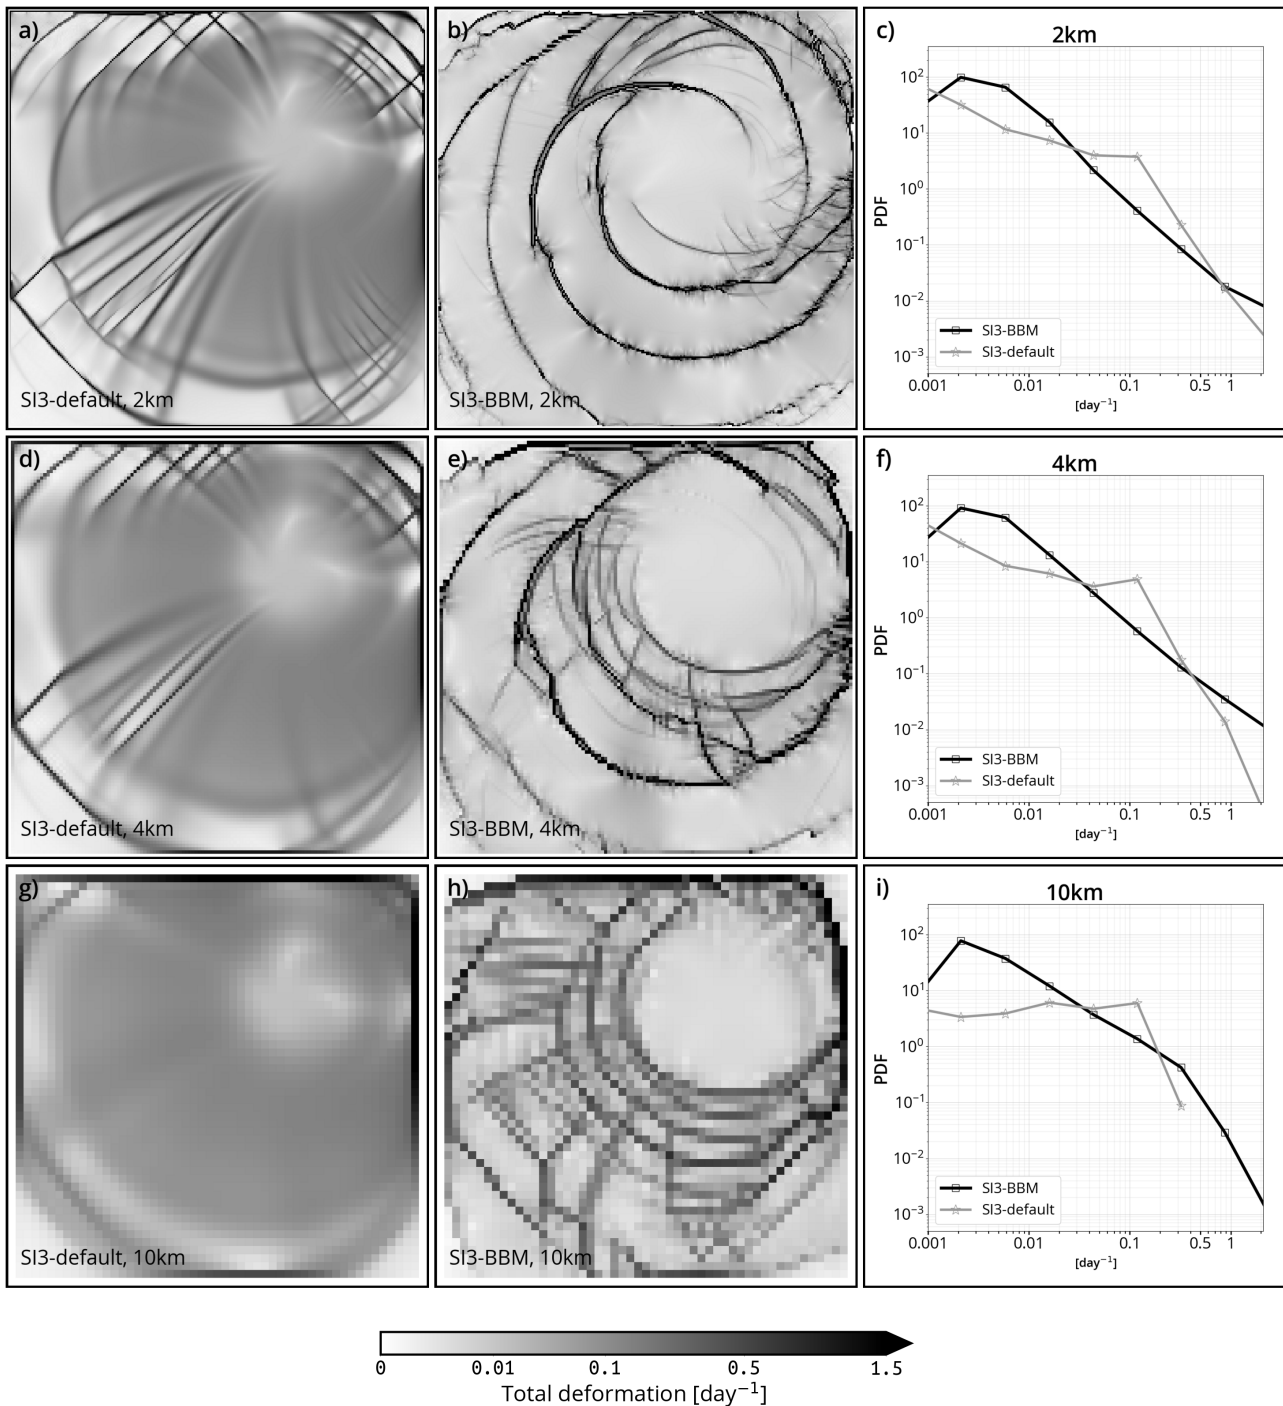 a)
SI3-default, 2km
b)
SI3-BBM, 2km
c)
2km
PDF
10²
10¹
10⁰
10⁻¹
10⁻²
10⁻³
SI3-BBM
SI3-default
0.001 0.01 0.1 0.5 1
[day⁻¹]
d)
SI3-default, 4km
e)
SI3-BBM, 4km
f)
4km
PDF
10²
10¹
10⁰
10⁻¹
10⁻²
10⁻³
SI3-BBM
SI3-default
0.001 0.01 0.1 0.5 1
[day⁻¹]
g)
SI3-default, 10km
h)
SI3-BBM, 10km
i)
10km
PDF
10²
10¹
10⁰
10⁻¹
10⁻²
10⁻³
SI3-BBM
SI3-default
0.001 0.01 0.1 0.5 1
[day⁻¹]
0 0.01 0.1 0.5 1.5
Total deformation [day⁻¹]